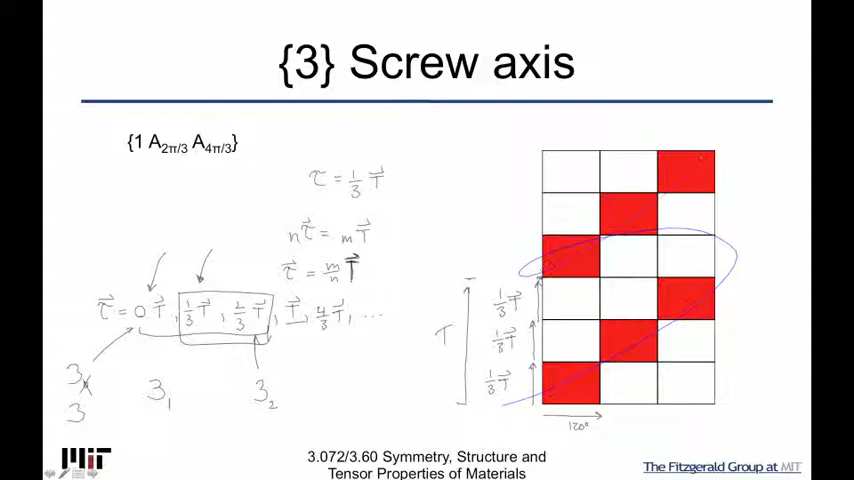 {3} Screw axis
{1 A2π/3 A4π/3}
τ = 1/3 T⃗
nτ⃗ = mT⃗
τ⃗ = m/n T⃗
τ⃗ = 0T⃗, 1/3 T⃗, 2/3 T⃗, T⃗, 4/3 T⃗, ...
3
3
3₁
3₂
T
1/3 T⃗
1/3 T⃗
1/3 T⃗
120°
MIT
3.072/3.60 Symmetry, Structure and
Tensor Properties of Materials
The Fitzgerald Group at MIT